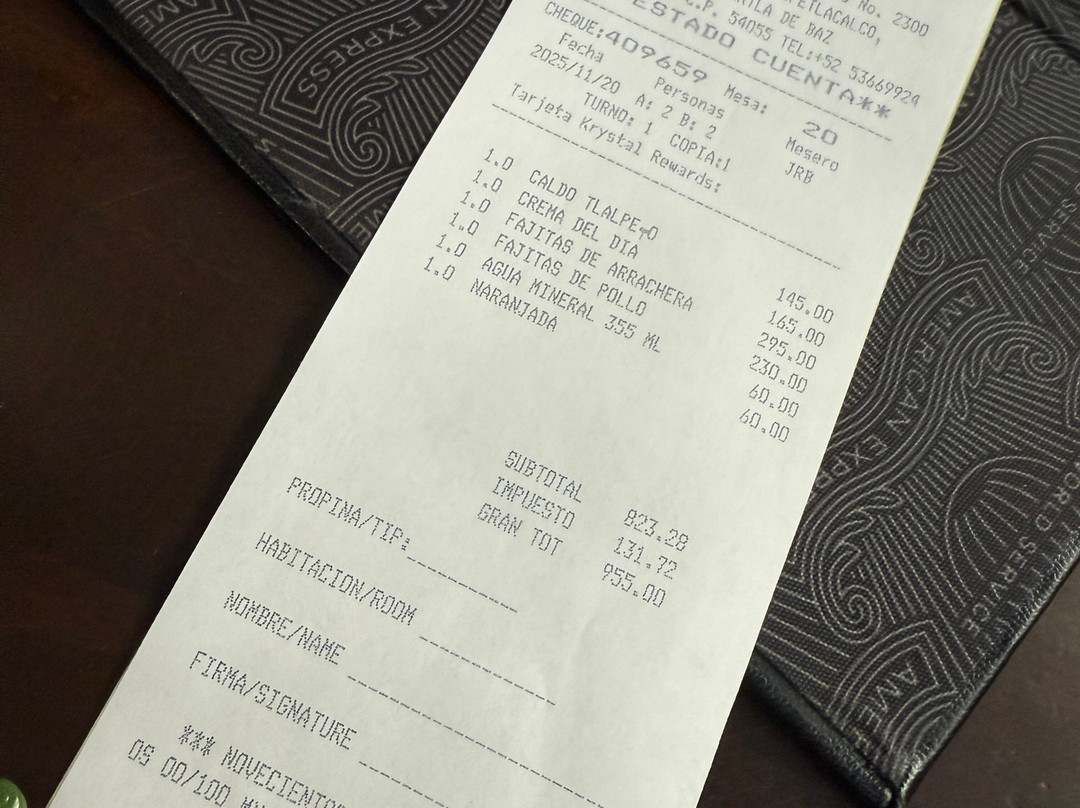 No. 2300
TEPETLACALCO,
TLA DE BAZ
C.P. 54055 TEL:+52 53669924
ESTADO CUENTA**
CHEQUE:409659 Mesa: 20
Fecha Personas Mesero
2025/11/20 A: 2 B: 2 JRB
TURNO: 1 COPIA:1
Tarjeta Krystal Rewards:
1.0 CALDO TLALPE¬O 145.00
1.0 CREMA DEL DIA 165.00
1.0 FAJITAS DE ARRACHERA 295.00
1.0 FAJITAS DE POLLO 230.00
1.0 AGUA MINERAL 355 ML 60.00
1.0 NARANJADA 60.00
SUBTOTAL 823.28
IMPUESTO 131.72
GRAN TOT 955.00
PROPINA/TIP:
HABITACION/ROOM
NOMBRE/NAME
FIRMA/SIGNATURE
*** NOVECIENTOS
OS 00/100
AMERICAN EXPRESS
AMERICAN EXPRESS
WORLD SERVICE